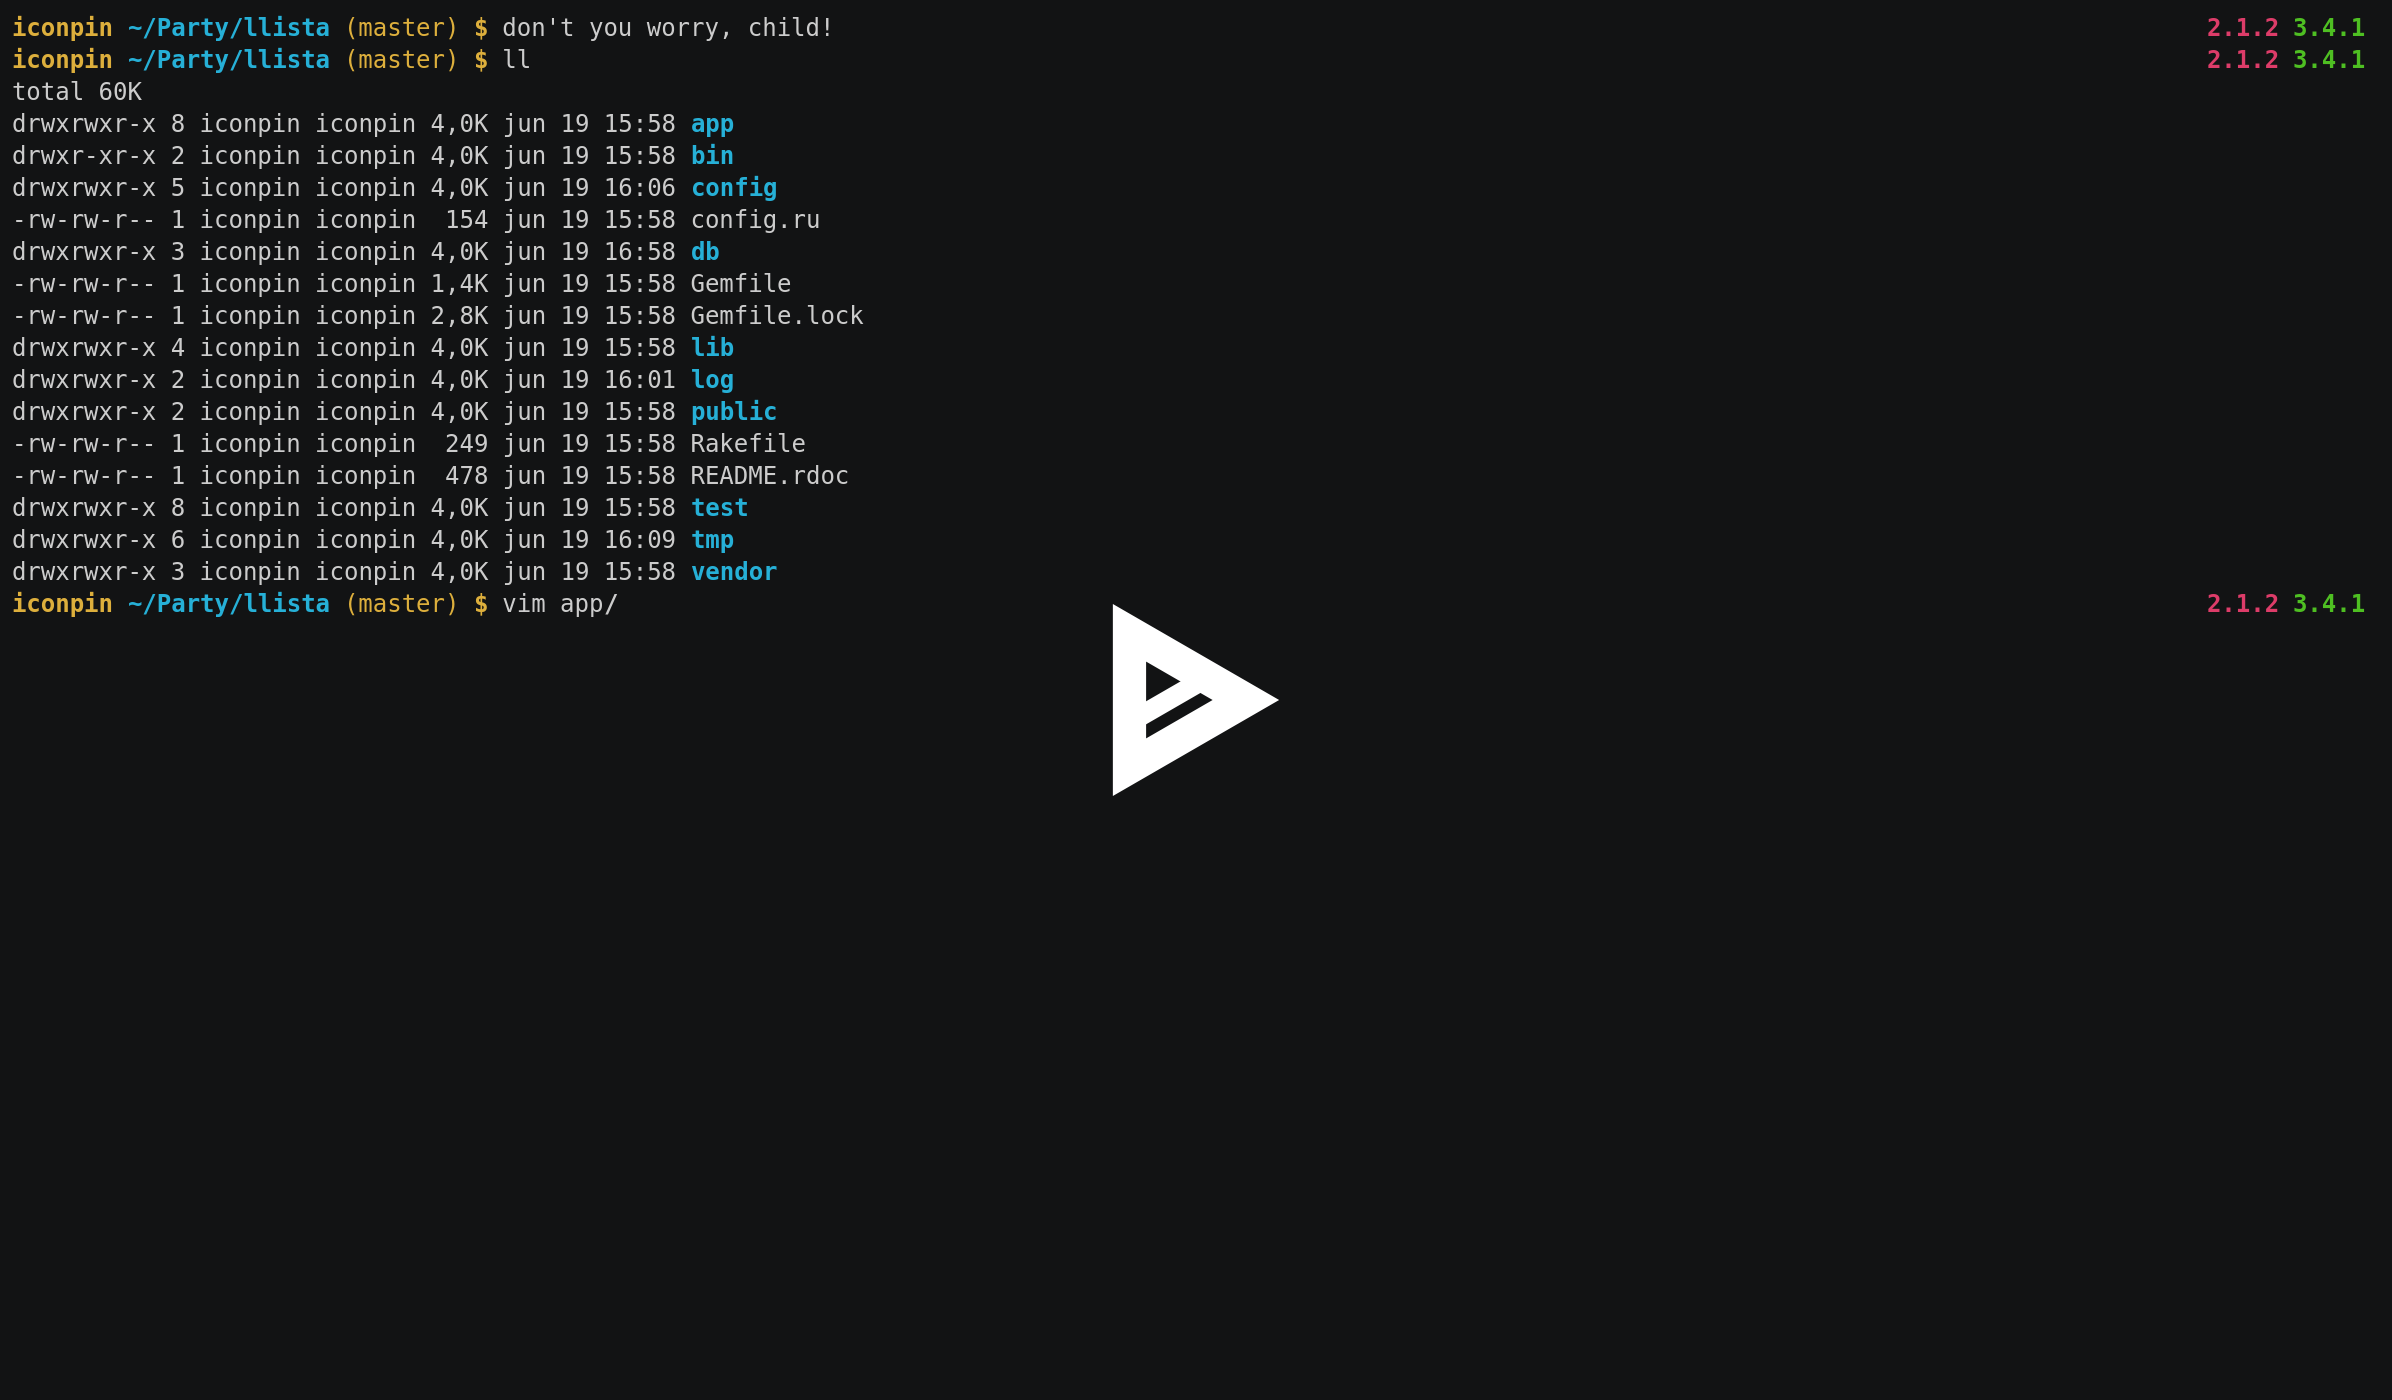 iconpin ~/Party/llista (master) $ don't you worry, child! 2.1.2 3.4.1
iconpin ~/Party/llista (master) $ ll 2.1.2 3.4.1
total 60K
drwxrwxr-x 8 iconpin iconpin 4,0K jun 19 15:58 app
drwxr-xr-x 2 iconpin iconpin 4,0K jun 19 15:58 bin
drwxrwxr-x 5 iconpin iconpin 4,0K jun 19 16:06 config
-rw-rw-r-- 1 iconpin iconpin  154 jun 19 15:58 config.ru
drwxrwxr-x 3 iconpin iconpin 4,0K jun 19 16:58 db
-rw-rw-r-- 1 iconpin iconpin 1,4K jun 19 15:58 Gemfile
-rw-rw-r-- 1 iconpin iconpin 2,8K jun 19 15:58 Gemfile.lock
drwxrwxr-x 4 iconpin iconpin 4,0K jun 19 15:58 lib
drwxrwxr-x 2 iconpin iconpin 4,0K jun 19 16:01 log
drwxrwxr-x 2 iconpin iconpin 4,0K jun 19 15:58 public
-rw-rw-r-- 1 iconpin iconpin  249 jun 19 15:58 Rakefile
-rw-rw-r-- 1 iconpin iconpin  478 jun 19 15:58 README.rdoc
drwxrwxr-x 8 iconpin iconpin 4,0K jun 19 15:58 test
drwxrwxr-x 6 iconpin iconpin 4,0K jun 19 16:09 tmp
drwxrwxr-x 3 iconpin iconpin 4,0K jun 19 15:58 vendor
iconpin ~/Party/llista (master) $ vim app/ 2.1.2 3.4.1